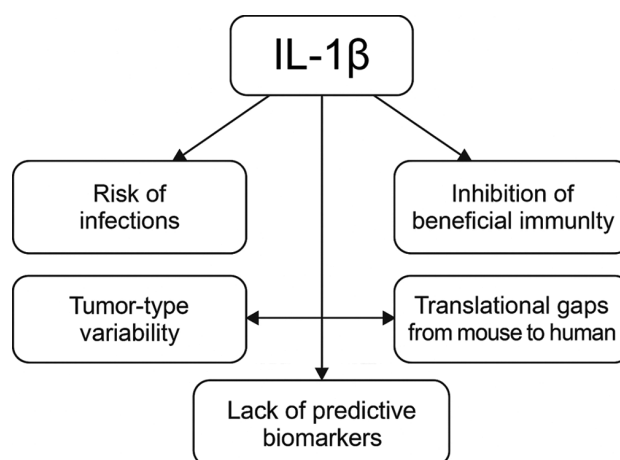 IL-1β
Risk of
infections
Inhibition of
beneficial immunlty
Tumor-type
variability
Translational gaps
from mouse to human
Lack of predictive
biomarkers